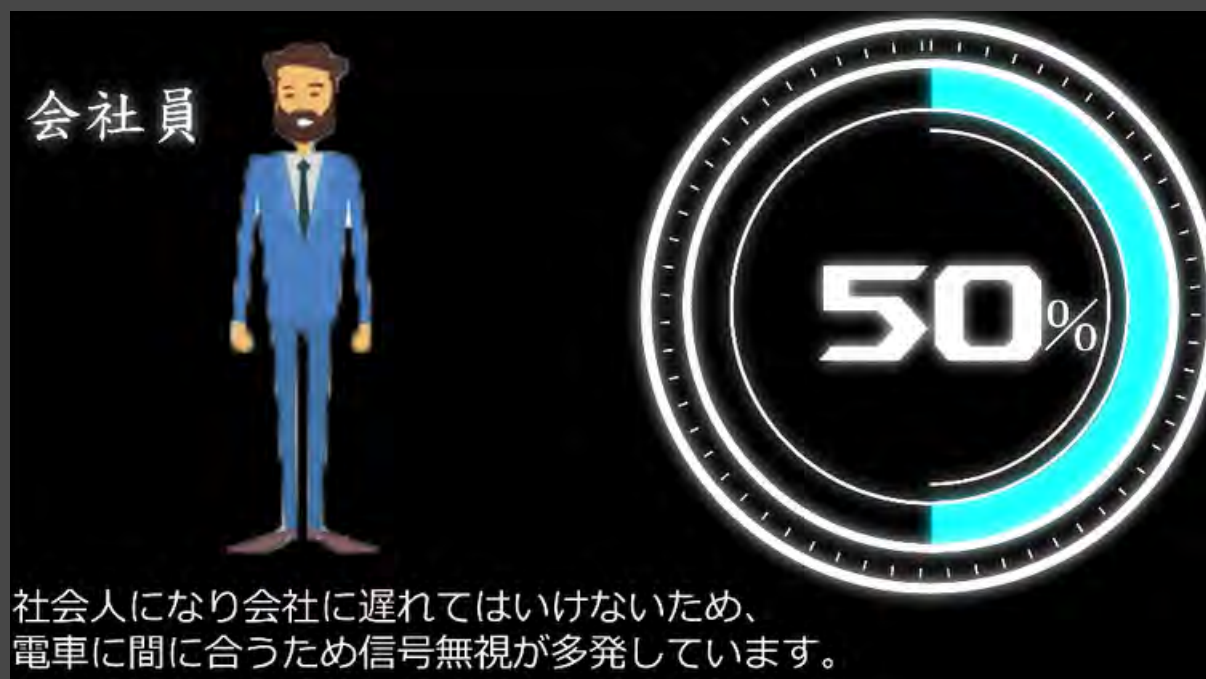 会社員
50%
社会人になり会社に遅れてはいけないため、
電車に間に合うため信号無視が多発しています。